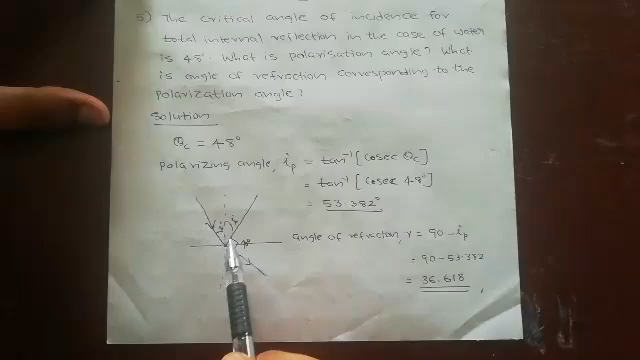 5) The critical angle of incidence for
total internal reflection in the case of water
is 48°. What is polarisation angle? What
is angle of refraction corresponding to the
polarization angle?
Solution
θc = 48°
Polarizing angle, ip = tan⁻¹ [cosec θc]
= tan⁻¹ [cosec 48°]
= 53.382°
ip
angle of refraction, r = 90 - ip
= 90 - 53.382
= 36.618